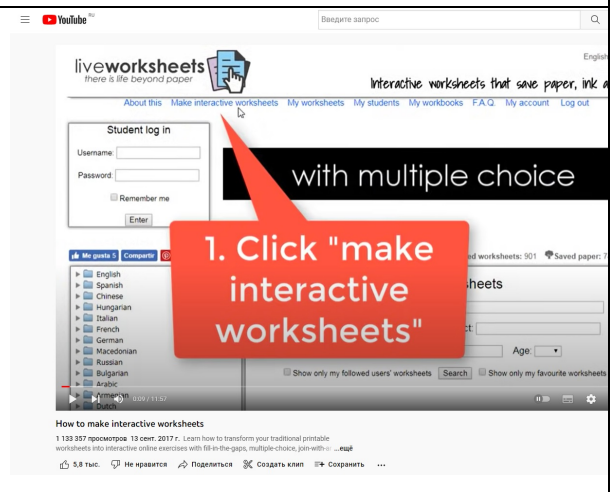 YouTube RU
Введите запрос
liveworksheets
there is life beyond paper
English
Interactive worksheets that save paper, ink a
About this Make interactive worksheets My worksheets My students My workbooks F.A.Q. My account Log out
Student log in
Username:
Password:
Remember me
Enter
with multiple choice
1. Click "make
interactive
worksheets"
Me gusta 5 Compartir
ed worksheets: 901 Saved paper: 7
English
Spanish
Chinese
Hungarian
Italian
French
German
Macedonian
Russian
Bulgarian
Arabic
Armenian
Dutch
heets
ct:
Age:
Show only my followed users' worksheets Search Show only my favourite worksheets
0:09 / 11:57
How to make interactive worksheets
1 133 357 просмотров 13 сент. 2017 г. Learn how to transform your traditional printable
worksheets into interactive online exercises with fill-in-the-gaps, multiple-choice, join-with-ar ...ещё
5,8 тыс. Не нравится Поделиться Создать клип Сохранить ...